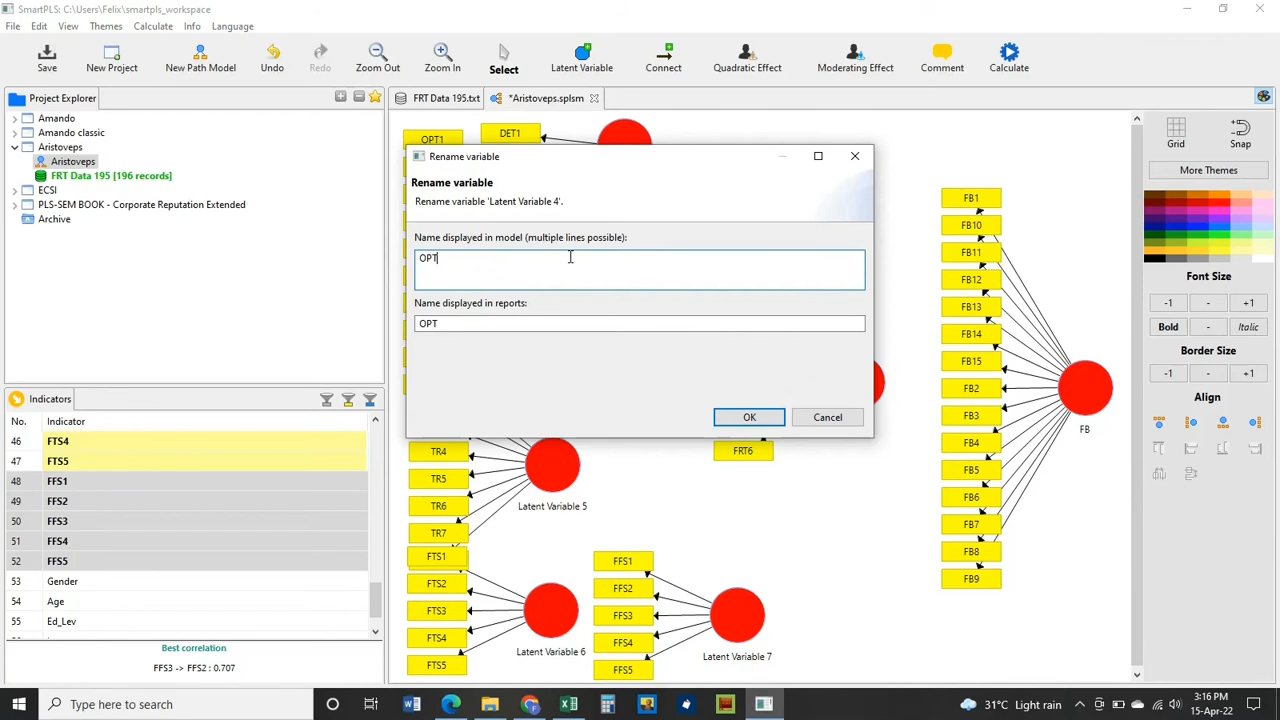 SmartPLS: C:\Users\Felix\smartpls_workspace
File Edit View Themes Calculate Info Language
Save New Project New Path Model Undo Redo Zoom Out Zoom In Select Latent Variable Connect Quadratic Effect Moderating Effect Comment Calculate
Project Explorer
FRT Data 195.txt
*Aristoveps.splsm
Amando
Amando classic
Aristoveps
Aristoveps
FRT Data 195 [196 records]
ECSI
PLS-SEM BOOK - Corporate Reputation Extended
Archive
OPT1
DET1
Rename variable
Rename variable
Rename variable 'Latent Variable 4'.
Name displayed in model (multiple lines possible):
OPT
Name displayed in reports:
OPT
OK
Cancel
FB1
FB10
FB11
FB12
FB13
FB14
FB15
FB2
FB3
FB4
FB5
FB6
FB7
FB8
FB9
FB
Grid
Snap
More Themes
Font Size
-1 - +1
Bold - Italic
Border Size
-1 - +1
Align
Indicators
No. Indicator
46 FTS4
47 FTS5
48 FFS1
49 FFS2
50 FFS3
51 FFS4
52 FFS5
53 Gender
54 Age
55 Ed_Lev
Best correlation
FFS3 -> FFS2 : 0.707
TR4
TR5
TR6
TR7
Latent Variable 5
FRT6
FTS1
FTS2
FTS3
FTS4
FTS5
Latent Variable 6
FFS1
FFS2
FFS3
FFS4
FFS5
Latent Variable 7
Type here to search
31°C Light rain
3:16 PM
15-Apr-22